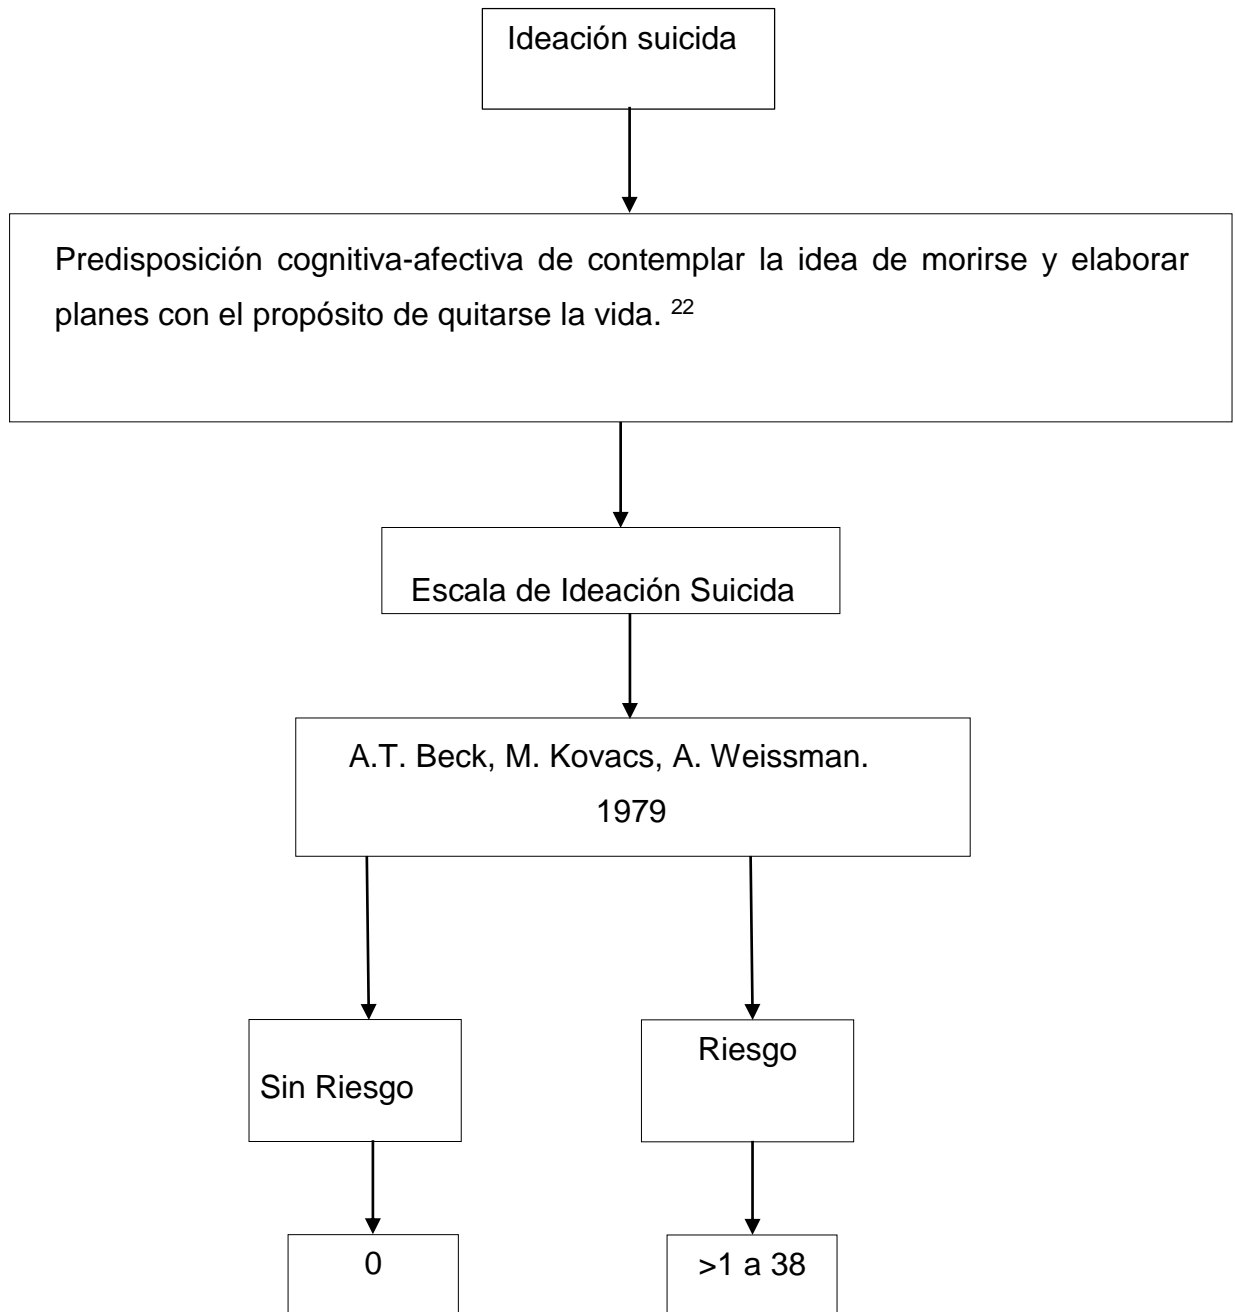 Ideación suicida
Predisposición cognitiva-afectiva de contemplar la idea de morirse y elaborar
planes con el propósito de quitarse la vida. 22
Escala de Ideación Suicida
A.T. Beck, M. Kovacs, A. Weissman.
1979
Sin Riesgo
Riesgo
0
>1 a 38